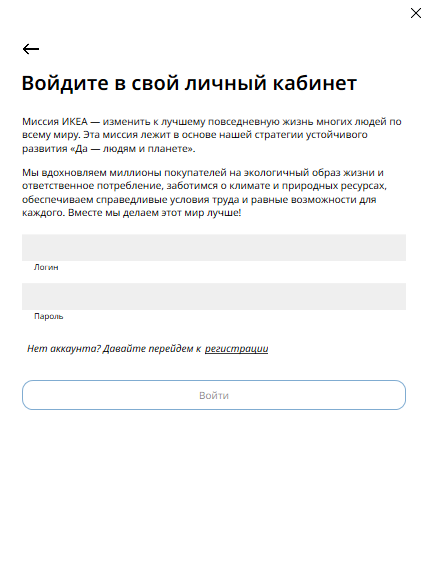 Войдите в свой личный кабинет
Миссия ИКЕА — изменить к лучшему повседневную жизнь многих людей по
всему миру. Эта миссия лежит в основе нашей стратегии устойчивого
развития «Да — людям и планете».
Мы вдохновляем миллионы покупателей на экологичный образ жизни и
ответственное потребление, заботимся о климате и природных ресурсах,
обеспечиваем справедливые условия труда и равные возможности для
каждого. Вместе мы делаем этот мир лучше!
Логин
Пароль
Нет аккаунта? Давайте перейдем к регистрации
Войти